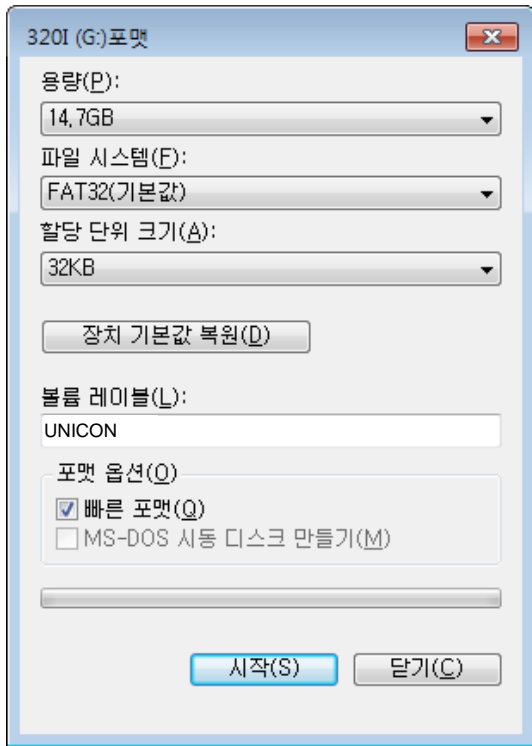 320I (G:)포맷
용량(P):
14,7GB
파일 시스템(F):
FAT32(기본값)
할당 단위 크기(A):
32KB
장치 기본값 복원(D)
볼륨 레이블(L):
UNICON
포맷 옵션(O)
빠른 포맷(Q)
MS-DOS 시동 디스크 만들기(M)
시작(S) 닫기(C)